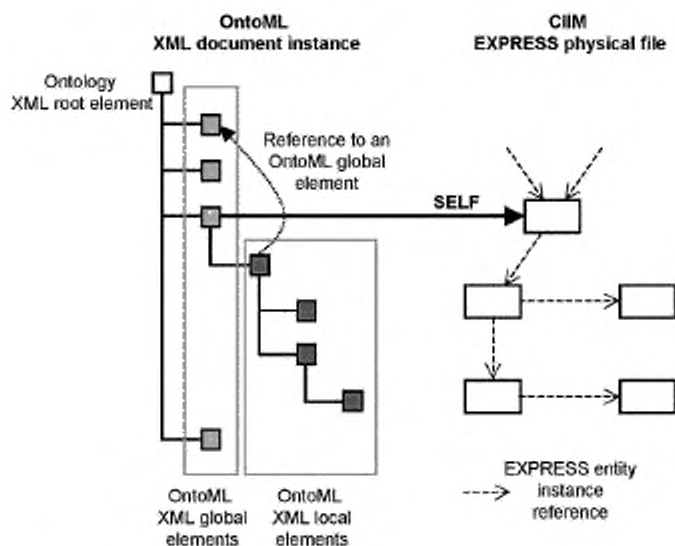 OntoML
XML document instance
CIIM
EXPRESS physical file
Ontology
XML root element
Reference to an
OntoML global
element
SELF
OntoML
XML global
elements
OntoML
XML local
elements
EXPRESS entity
instance
reference